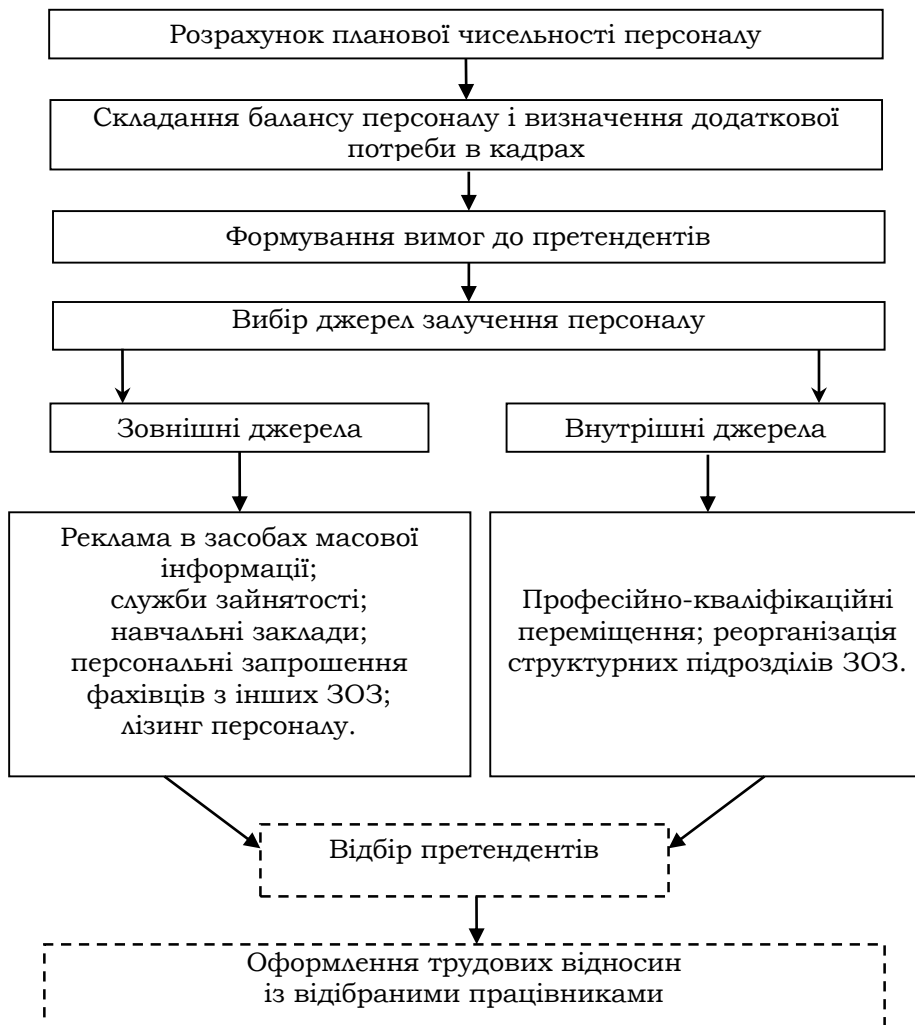 Розрахунок планової чисельності персоналу
Складання балансу персоналу і визначення додаткової
потреби в кадрах
Формування вимог до претендентів
Вибір джерел залучення персоналу
Зовнішні джерела
Внутрішні джерела
Реклама в засобах масової
інформації;
служби зайнятості;
навчальні заклади;
персональні запрошення
фахівців з інших ЗОЗ;
лізинг персоналу.
Професійно-кваліфікаційні
переміщення; реорганізація
структурних підрозділів ЗОЗ.
Відбір претендентів
Оформлення трудових відносин
із відібраними працівниками